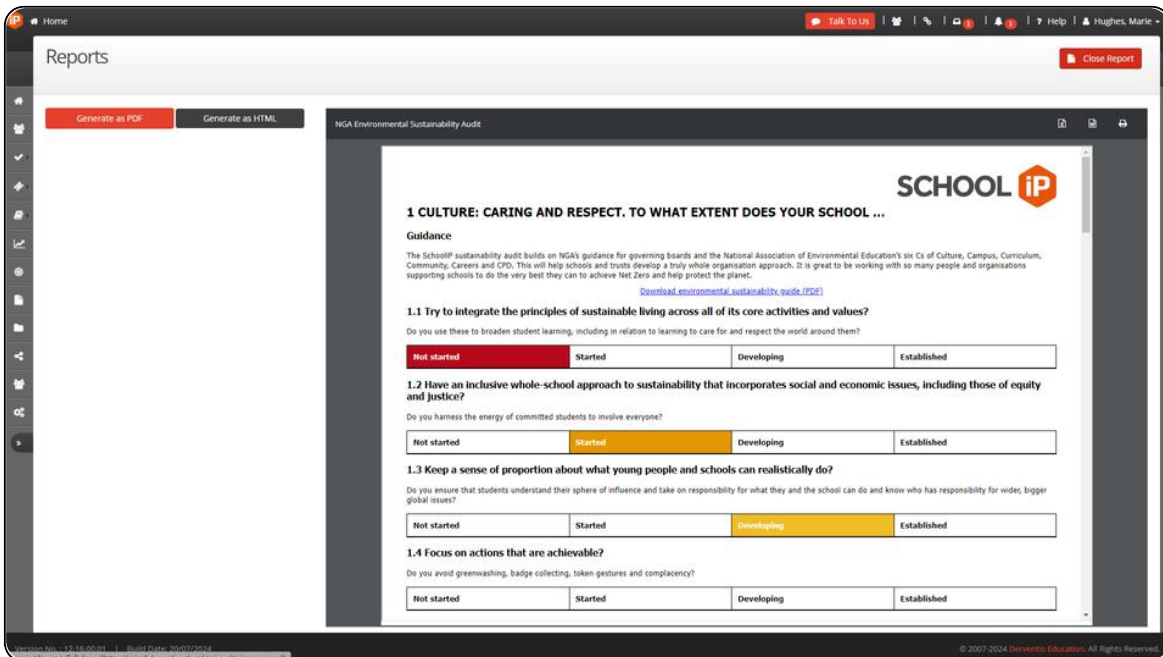 iP Home Talk To Us 1 1 ? Help Hughes, Marie
Reports
Close Report
Generate as PDF Generate as HTML
NGA Environmental Sustainability Audit
SCHOOL iP
1 CULTURE: CARING AND RESPECT. TO WHAT EXTENT DOES YOUR SCHOOL ...
Guidance
The SchooliP sustainability audit builds on NGA's guidance for governing boards and the National Association of Environmental Education's six Cs of Culture, Campus, Curriculum,
Community, Careers and CPD. This will help schools and trusts develop a truly whole organisation approach. It is great to be working with so many people and organisations
supporting schools to do the very best they can to achieve Net Zero and help protect the planet.
Download environmental sustainability guide (PDF)
1.1 Try to integrate the principles of sustainable living across all of its core activities and values?
Do you use these to broaden student learning, including in relation to learning to care for and respect the world around them?
Not started Started Developing Established
1.2 Have an inclusive whole-school approach to sustainability that incorporates social and economic issues, including those of equity
and justice?
Do you harness the energy of committed students to involve everyone?
Not started Started Developing Established
1.3 Keep a sense of proportion about what young people and schools can realistically do?
Do you ensure that students understand their sphere of influence and take on responsibility for what they and the school can do and know who has responsibility for wider, bigger
global issues?
Not started Started Developing Established
1.4 Focus on actions that are achievable?
Do you avoid greenwashing, badge collecting, token gestures and complacency?
Not started Started Developing Established
Version No. : 12.16.00.01 | Build Date: 20/07/2024 © 2007-2024 Derventio Education. All Rights Reserved.